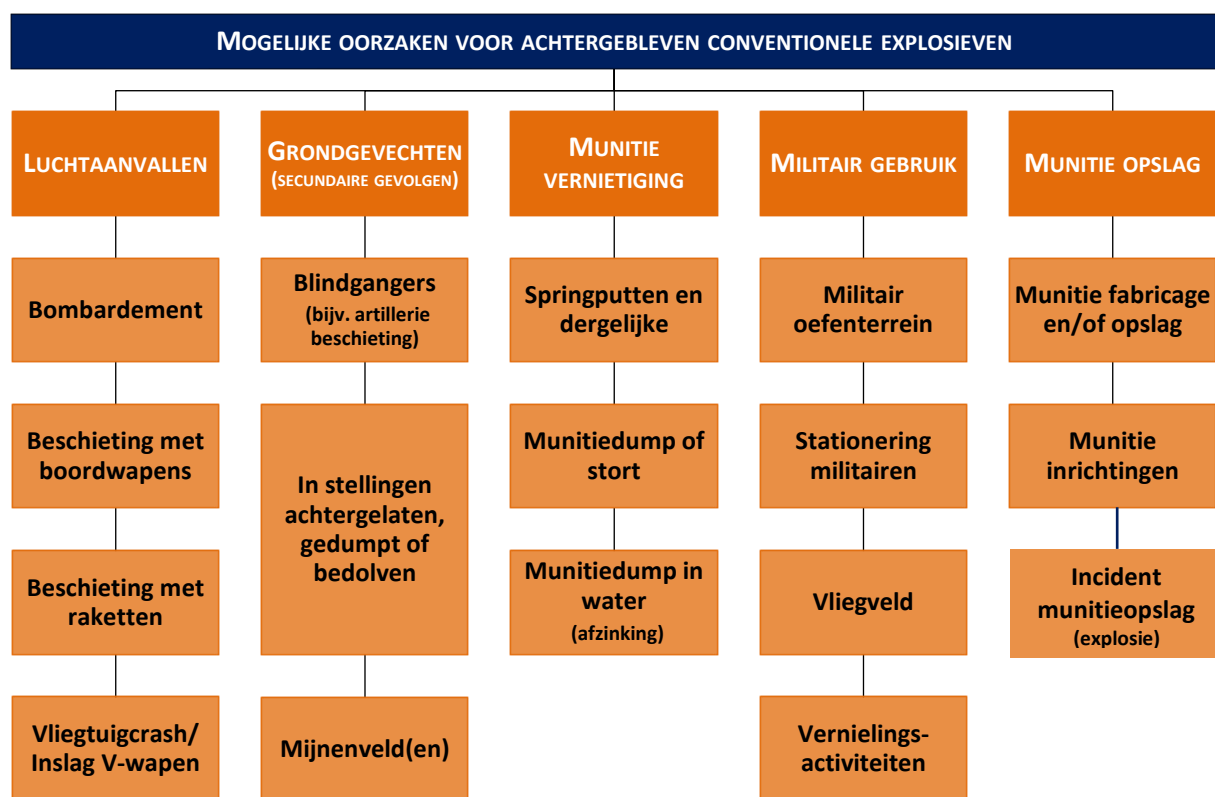 MOGELIJKE OORZAKEN VOOR ACHTERGEBLEVEN CONVENTIONELE EXPLOSIEVEN
LUCHTAANVALLEN
Bombardement
Beschieting met
boordwapens
Beschieting met
raketten
Vliegtuigcrash/
Inslag V-wapen
GRONDGEVECHTEN
(SECUNDAIRE GEVOLGEN)
Blindgangers
(bijv. artillerie
beschieting)
In stellingen
achtergelaten,
gedumpt of
bedolven
Mijnenveld(en)
MUNITIE
VERNIETIGING
Springputten en
dergelijke
Munitiedump of
stort
Munitiedump in
water
(afzinking)
MILITAIR GEBRUIK
Militair
oefenterrein
Stationering
militairen
Vliegveld
Vernielings-
activiteiten
MUNITIE OPSLAG
Munitie fabricage
en/of opslag
Munitie
inrichtingen
Incident
munitieopslag
(explosie)